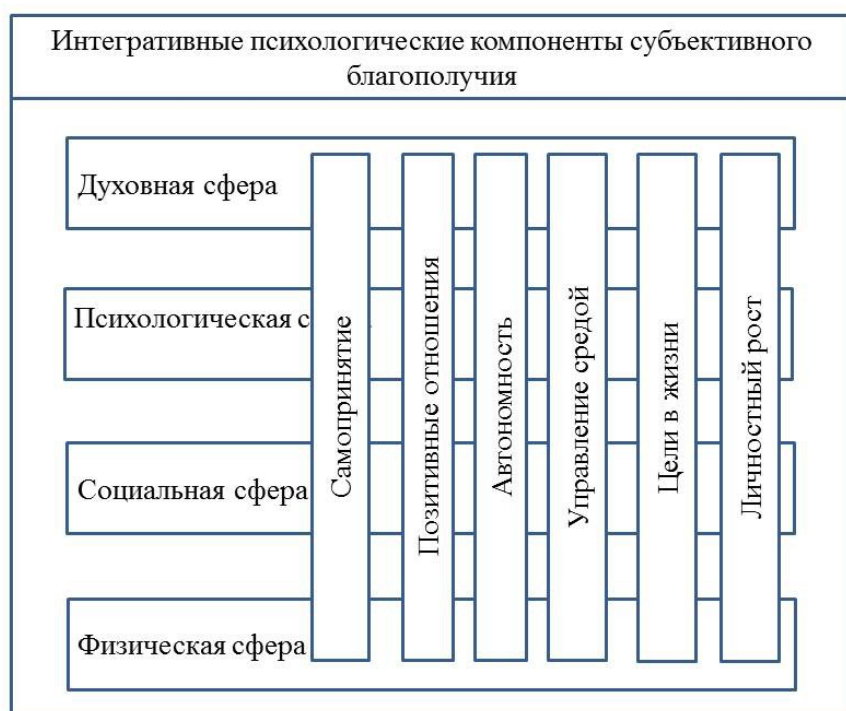 Интегративные психологические компоненты субъективного
благополучия
Духовная сфера
Психологическая с
Социальная сфера
Физическая сфера
Самопринятие
Позитивные отношения
Автономность
Управление средой
Цели в жизни
Личностный рост